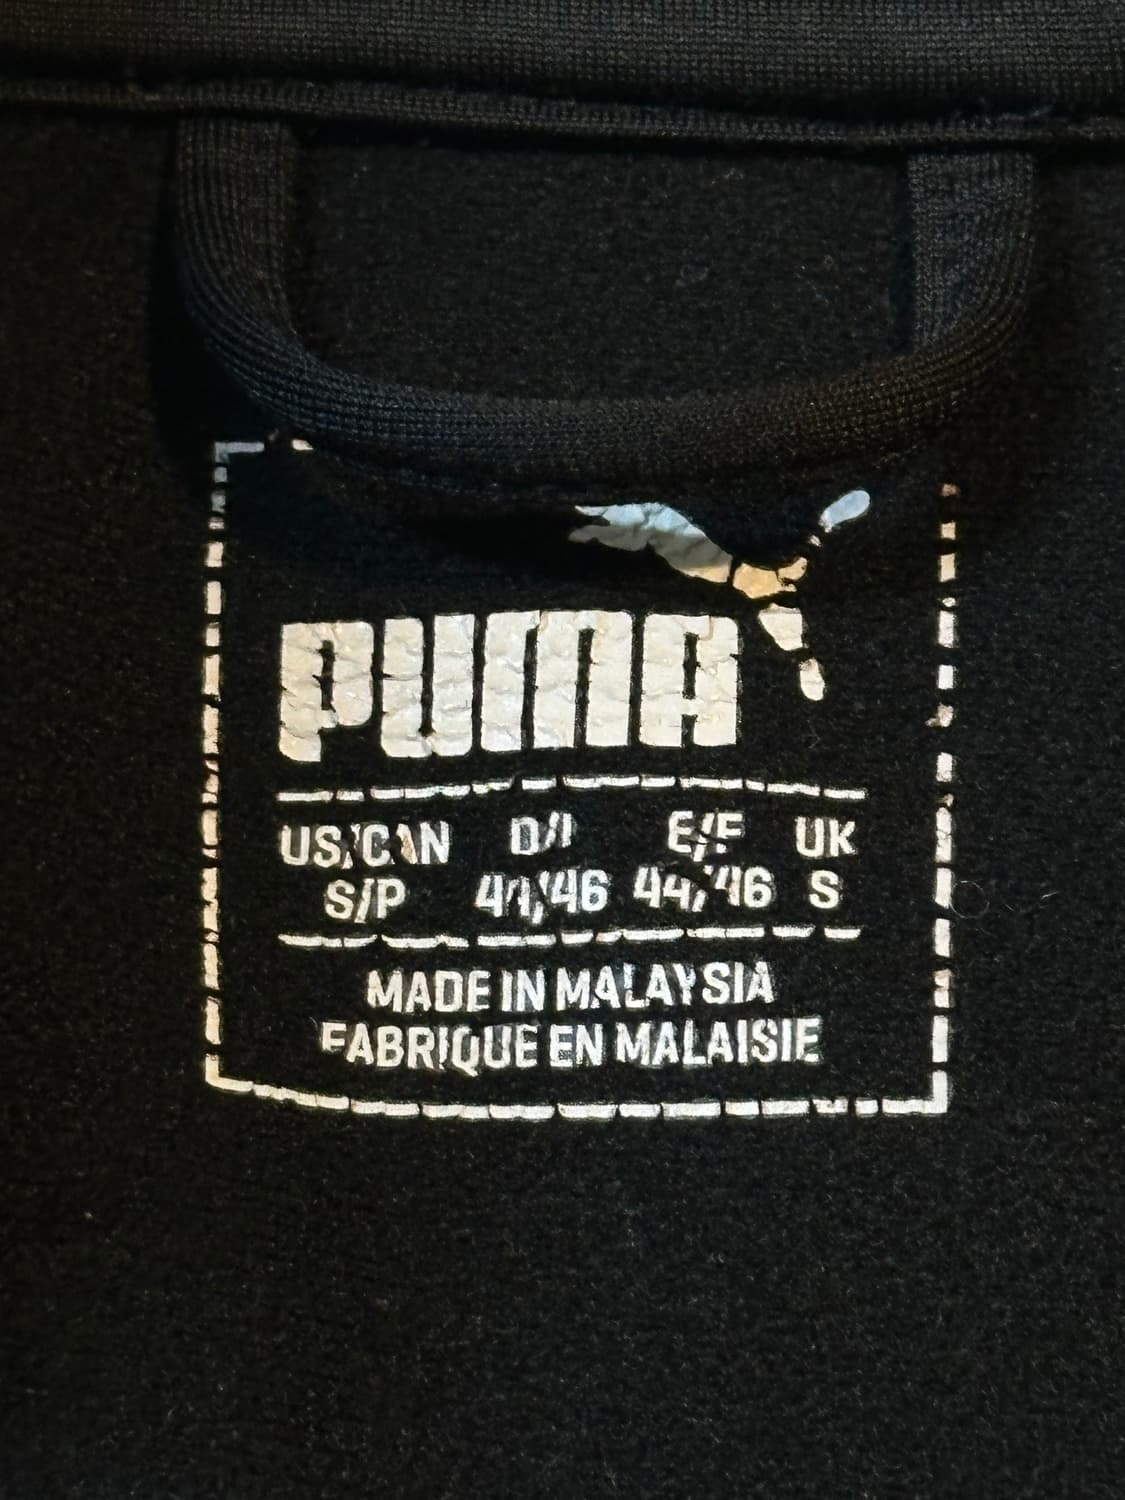 PUMA
US/CAN D/I E/F UK
S/P 44/46 44/46 S
MADE IN MALAYSIA
FABRIQUE EN MALAISIE